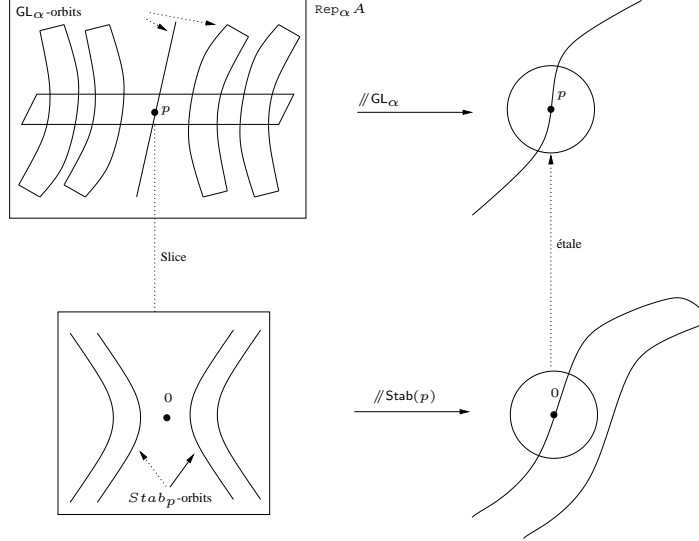 GL_α-orbits
Rep_α A
p
//GL_α
p
Slice
étale
0
//Stab(p)
0
Stab_p-orbits